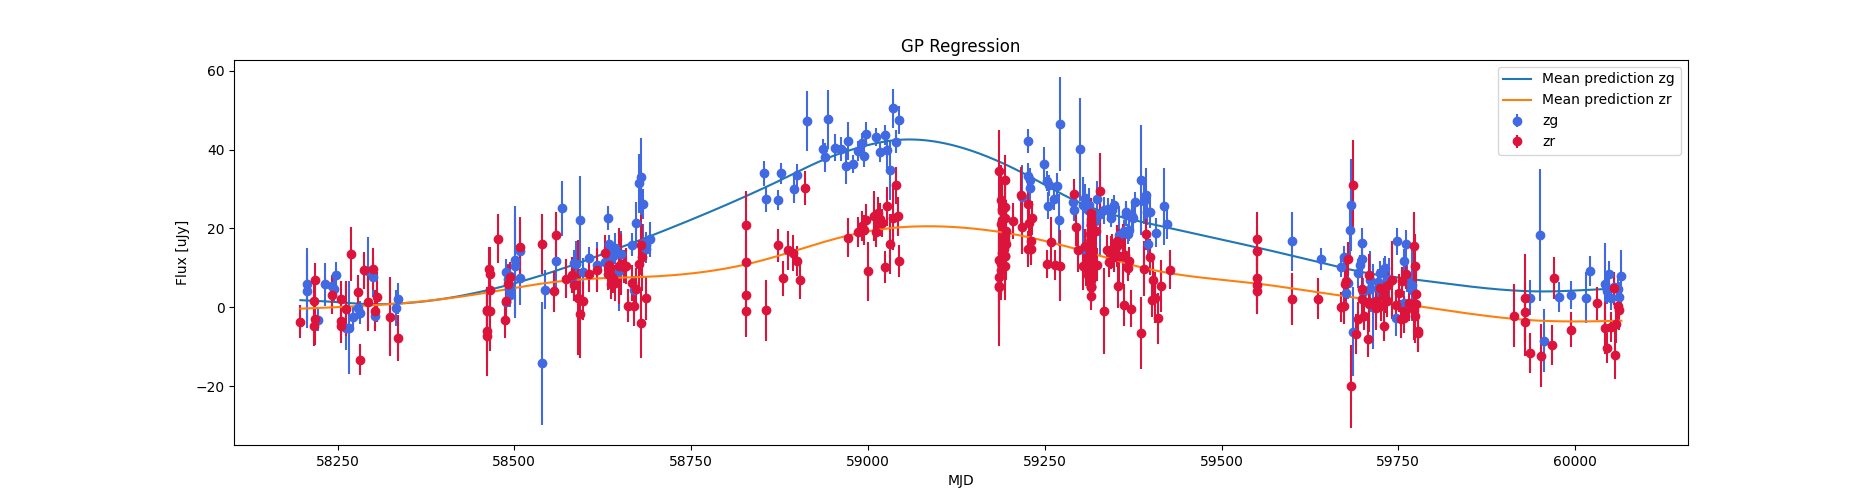 GP Regression
60
40
20
0
−20
Flux [uJy]
58250
58500
58750
59000
59250
59500
59750
60000
MJD
Mean prediction zg
Mean prediction zr
zg
zr